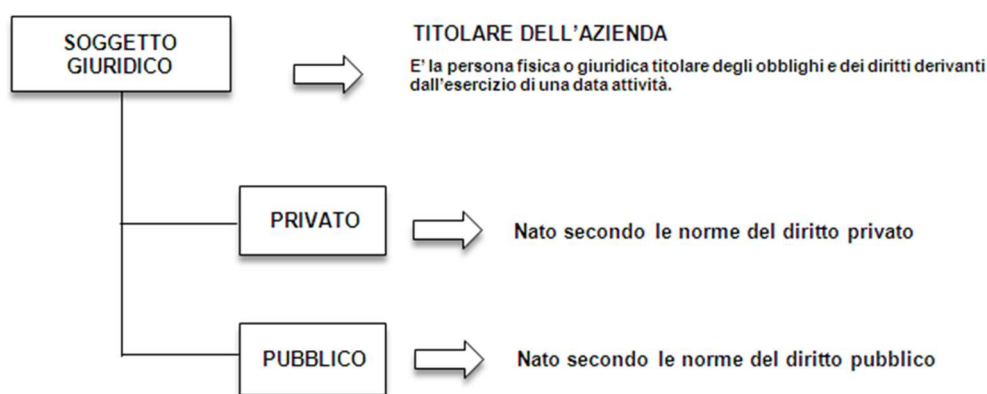 SOGGETTO
GIURIDICO
TITOLARE DELL'AZIENDA
E' la persona fisica o giuridica titolare degli obblighi e dei diritti derivanti
dall'esercizio di una data attività.
PRIVATO
Nato secondo le norme del diritto privato
PUBBLICO
Nato secondo le norme del diritto pubblico